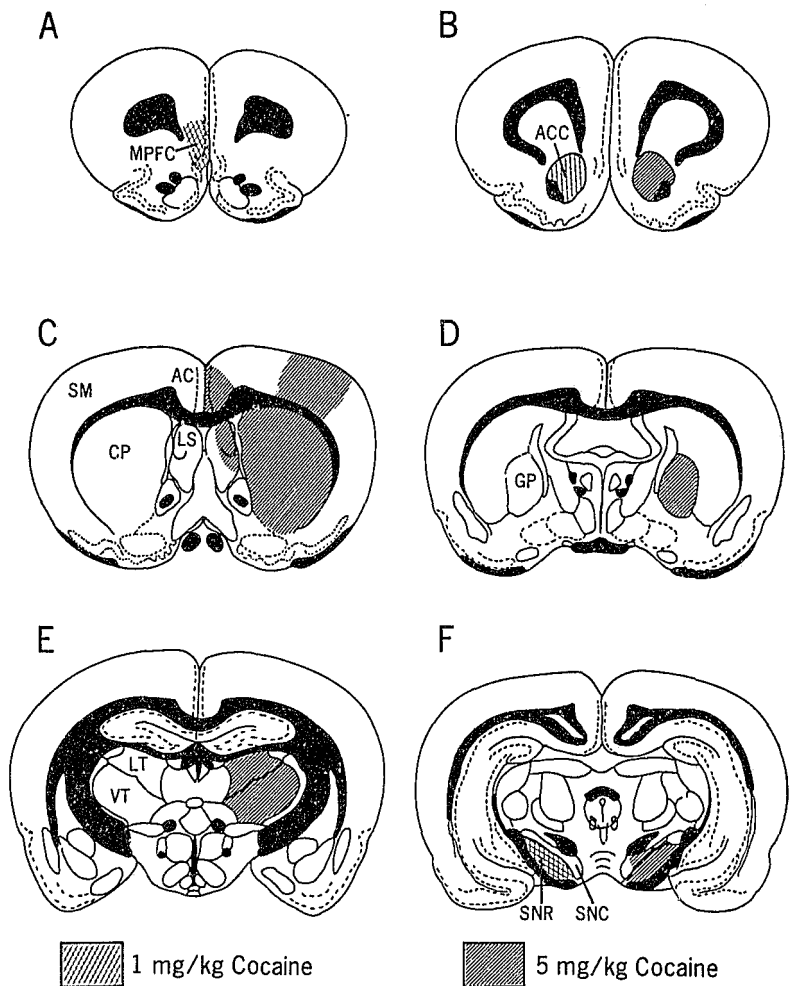 A
B
MPFC
ACC
C
D
SM
AC
LS
CP
GP
E
F
LT
VT
SNR SNC
1 mg/kg Cocaine
5 mg/kg Cocaine